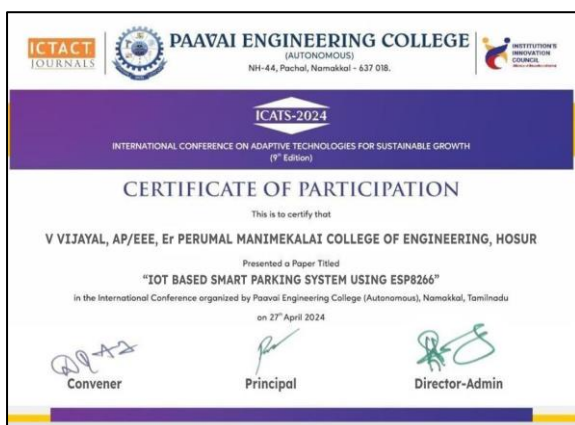 ICTACT
JOURNALS
PAAVAI ENGINEERING COLLEGE
(AUTONOMOUS)
NH-44, Pachal, Namakkal - 637 018.
INSTITUTION'S
INNOVATION
COUNCIL
ICATS-2024
INTERNATIONAL CONFERENCE ON ADAPTIVE TECHNOLOGIES FOR SUSTAINABLE GROWTH
(9th Edition)
CERTIFICATE OF PARTICIPATION
This is to certify that
V VIJAYAL, AP/EEE, Er PERUMAL MANIMEKALAI COLLEGE OF ENGINEERING, HOSUR
Presented a Paper Titled
"IOT BASED SMART PARKING SYSTEM USING ESP8266"
in the International Conference organized by Paavai Engineering College (Autonomous), Namakkal, Tamilnadu
on 27th April 2024
Convener
Principal
Director-Admin